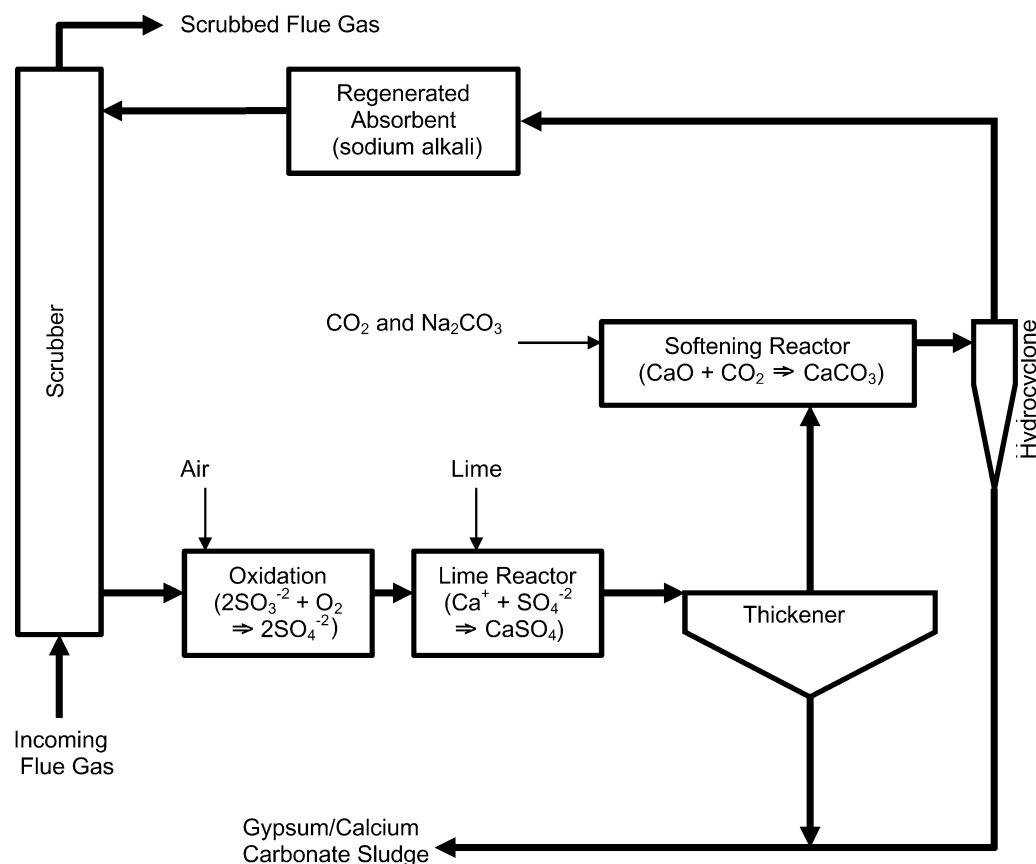 Scrubbed Flue Gas
Regenerated
Absorbent
(sodium alkali)
Scrubber
CO₂ and Na₂CO₃
Softening Reactor
(CaO + CO₂ ⇒ CaCO₃)
Hydrocyclone
Air
Lime
Oxidation
(2SO₃⁻² + O₂
⇒ 2SO₄⁻²)
Lime Reactor
(Ca⁺ + SO₄⁻²
⇒ CaSO₄)
Thickener
Incoming
Flue Gas
Gypsum/Calcium
Carbonate Sludge